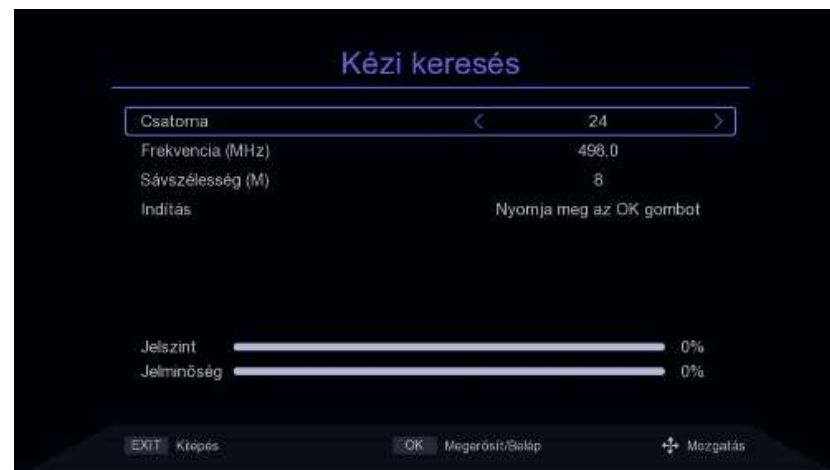 Kézi keresés
Csatorna < 24 >
Frekvencia (MHz) 498.0
Sávszélesség (M) 8
Indítás Nyomja meg az OK gombot
Jelszint 0%
Jelminőség 0%
EXIT Kilépés OK Megerősít/Belép Mozgatás